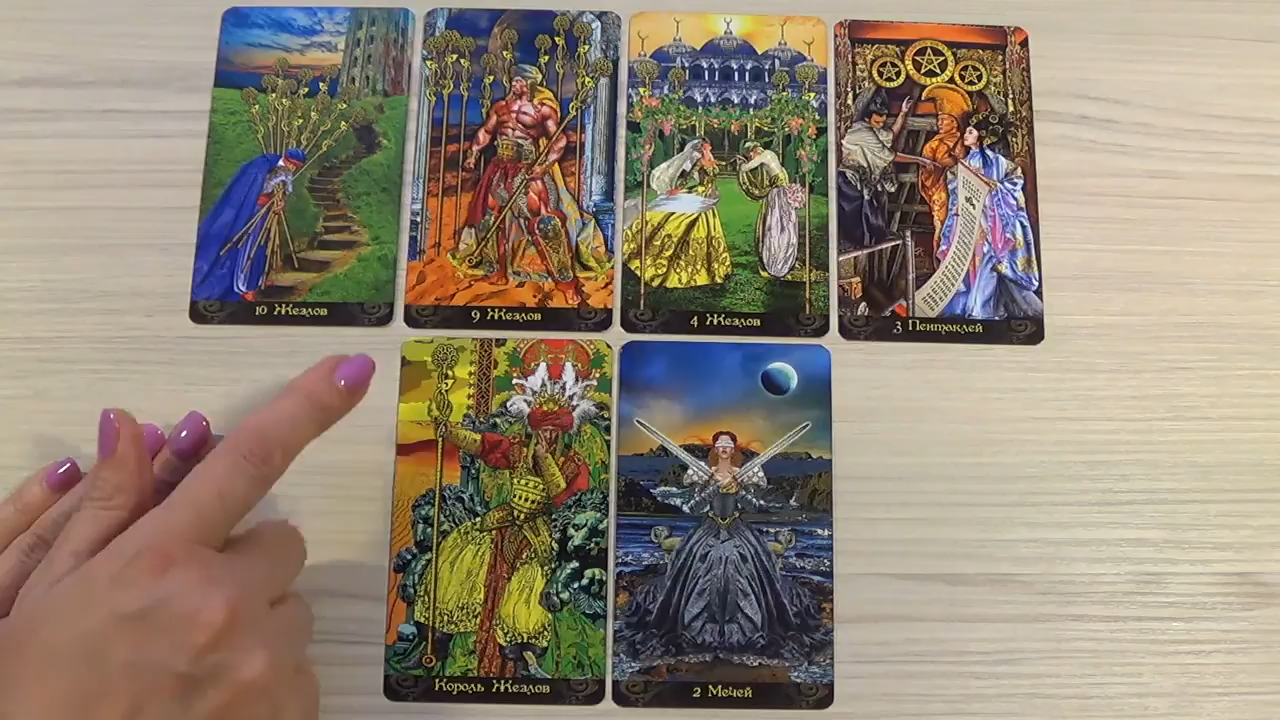 10 Жезлов
9 Жезлов
4 Жезлов
3 Пентаклей
Король Жезлов
2 Мечей